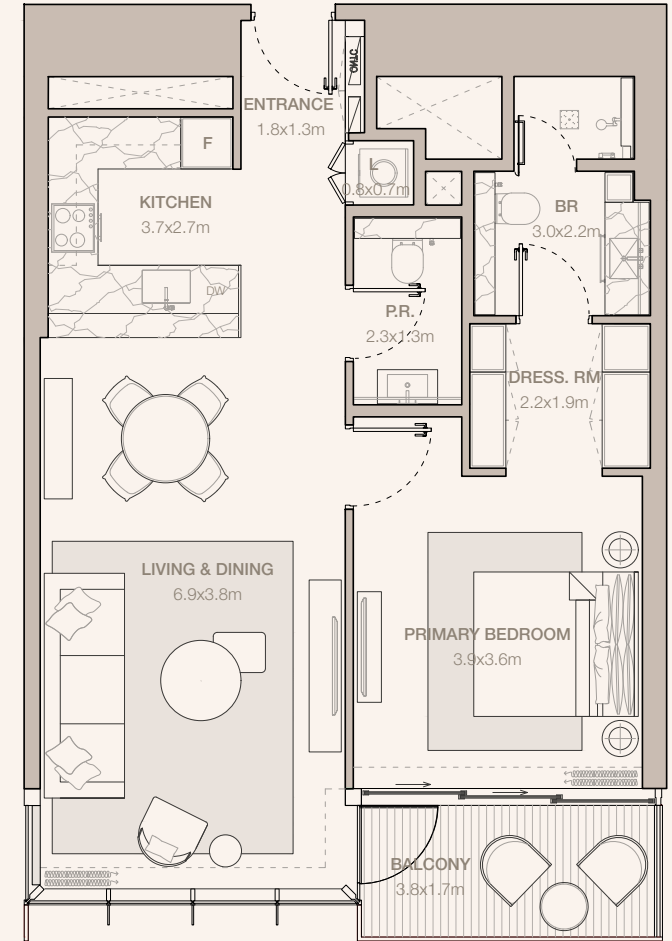 ENTRANCE
1.8x1.3m
F
L
0.8x0.7m
KITCHEN
3.7x2.7m
BR
3.0x2.2m
DW
P.R.
2.3x1.3m
DRESS. RM
2.2x1.9m
LIVING & DINING
6.9x3.8m
PRIMARY BEDROOM
3.9x3.6m
BALCONY
3.8x1.7m